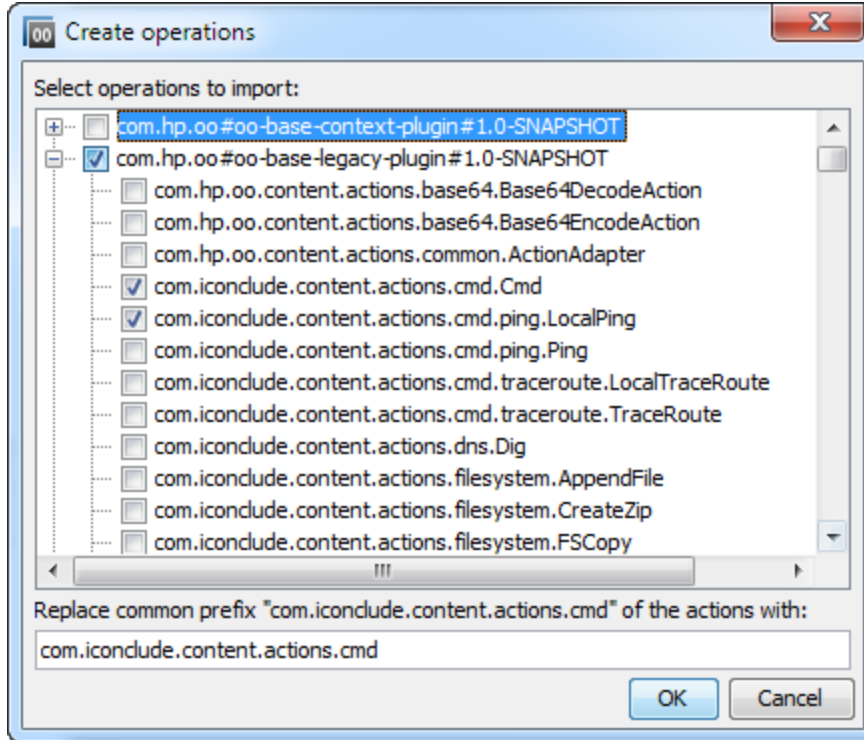 OO Create operations
Select operations to import:
com.hp.oo#oo-base-context-plugin#1.0-SNAPSHOT
com.hp.oo#oo-base-legacy-plugin#1.0-SNAPSHOT
com.hp.oo.content.actions.base64.Base64DecodeAction
com.hp.oo.content.actions.base64.Base64EncodeAction
com.hp.oo.content.actions.common.ActionAdapter
com.iconclude.content.actions.cmd.Cmd
com.iconclude.content.actions.cmd.ping.LocalPing
com.iconclude.content.actions.cmd.ping.Ping
com.iconclude.content.actions.cmd.traceroute.LocalTraceRoute
com.iconclude.content.actions.cmd.traceroute.TraceRoute
com.iconclude.content.actions.dns.Dig
com.iconclude.content.actions.filesystem.AppendFile
com.iconclude.content.actions.filesystem.CreateZip
com.iconclude.content.actions.filesystem.FSCopy
Replace common prefix "com.iconclude.content.actions.cmd" of the actions with:
com.iconclude.content.actions.cmd
OK Cancel